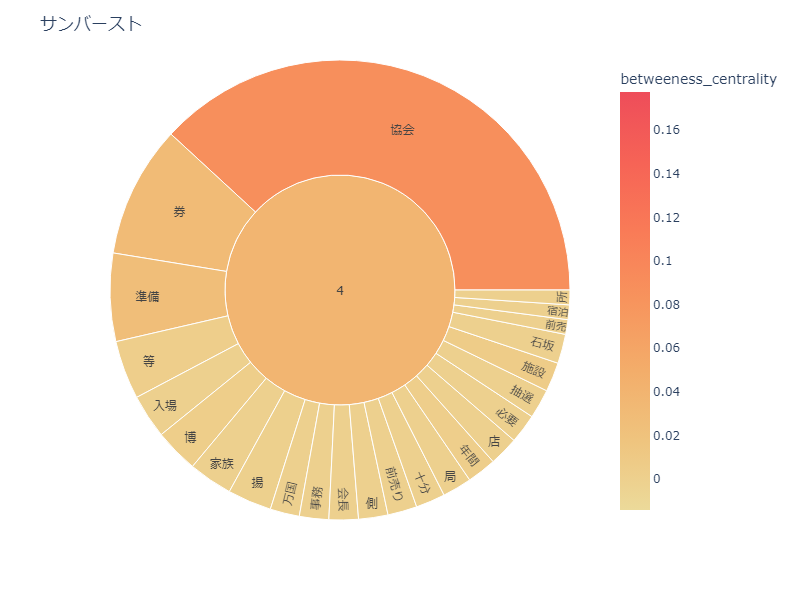 サンバースト
betweeness_centrality
0.16
0.14
0.12
0.1
0.08
0.06
0.04
0.02
0
4
協会
券
準備
等
入場
博
家族
揚
万国
事務
会長
側
前売り
十分
局
年間
店
必要
抽選
施設
石坂
前売
宿泊
所